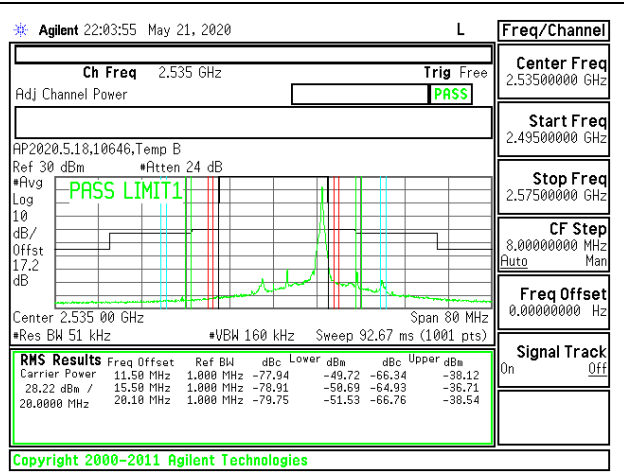 Agilent 22:03:55 May 21, 2020 L Freq/Channel
Ch Freq 2.535 GHz Trig Free
Adj Channel Power PASS
Center Freq
2.53500000 GHz
Start Freq
2.49500000 GHz
AP2020.5.18,10646,Temp B
Ref 30 dBm #Atten 24 dB
#Avg
Log
10
dB/
Offst
17.2
dB
PASS LIMIT1
Stop Freq
2.57500000 GHz
CF Step
8.00000000 MHz
Auto Man
Freq Offset
0.00000000 Hz
Center 2.535 00 GHz Span 80 MHz
#Res BW 51 kHz #VBW 160 kHz Sweep 92.67 ms (1001 pts)
Signal Track
On Off
RMS Results Freq Offset Ref BW dBc Lower dBm dBc Upper dBm
Carrier Power 11.50 MHz 1.000 MHz -77.94 -49.72 -66.34 -38.12
28.22 dBm / 15.50 MHz 1.000 MHz -78.91 -50.69 -64.93 -36.71
20.0000 MHz 20.10 MHz 1.000 MHz -79.75 -51.53 -66.76 -38.54
Copyright 2000-2011 Agilent Technologies